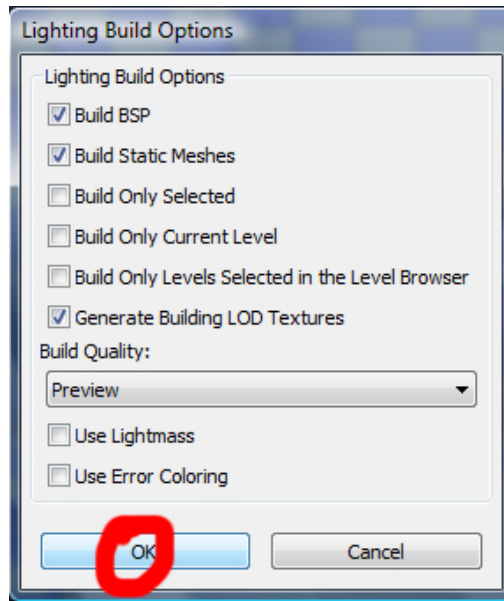 Lighting Build Options
Lighting Build Options
Build BSP
Build Static Meshes
Build Only Selected
Build Only Current Level
Build Only Levels Selected in the Level Browser
Generate Building LOD Textures
Build Quality:
Preview
Use Lightmass
Use Error Coloring
OK Cancel